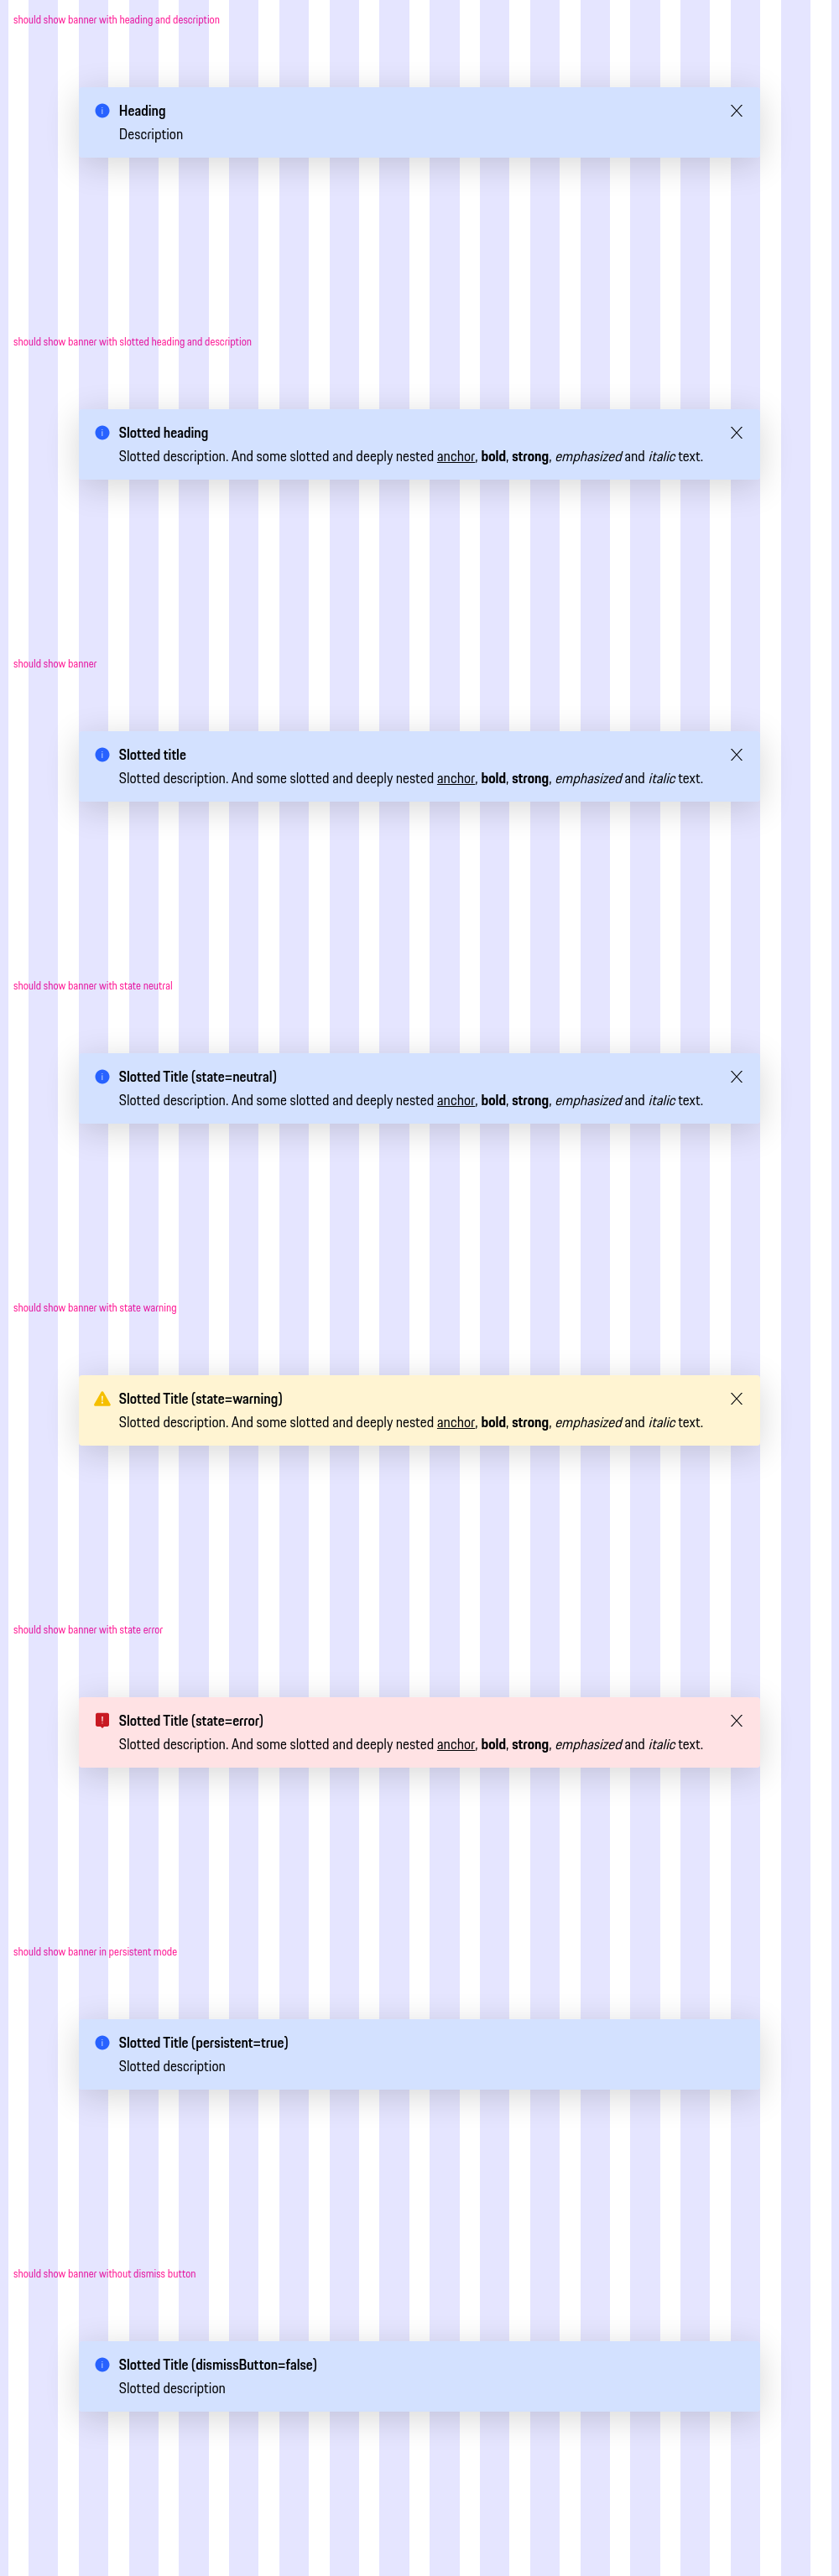 should show banner with heading and description
Heading
Description
should show banner with slotted heading and description
Slotted heading
Slotted description. And some slotted and deeply nested anchor, bold, strong, emphasized and italic text.
should show banner
Slotted title
Slotted description. And some slotted and deeply nested anchor, bold, strong, emphasized and italic text.
should show banner with state neutral
Slotted Title (state=neutral)
Slotted description. And some slotted and deeply nested anchor, bold, strong, emphasized and italic text.
should show banner with state warning
Slotted Title (state=warning)
Slotted description. And some slotted and deeply nested anchor, bold, strong, emphasized and italic text.
should show banner with state error
Slotted Title (state=error)
Slotted description. And some slotted and deeply nested anchor, bold, strong, emphasized and italic text.
should show banner in persistent mode
Slotted Title (persistent=true)
Slotted description
should show banner without dismiss button
Slotted Title (dismissButton=false)
Slotted description